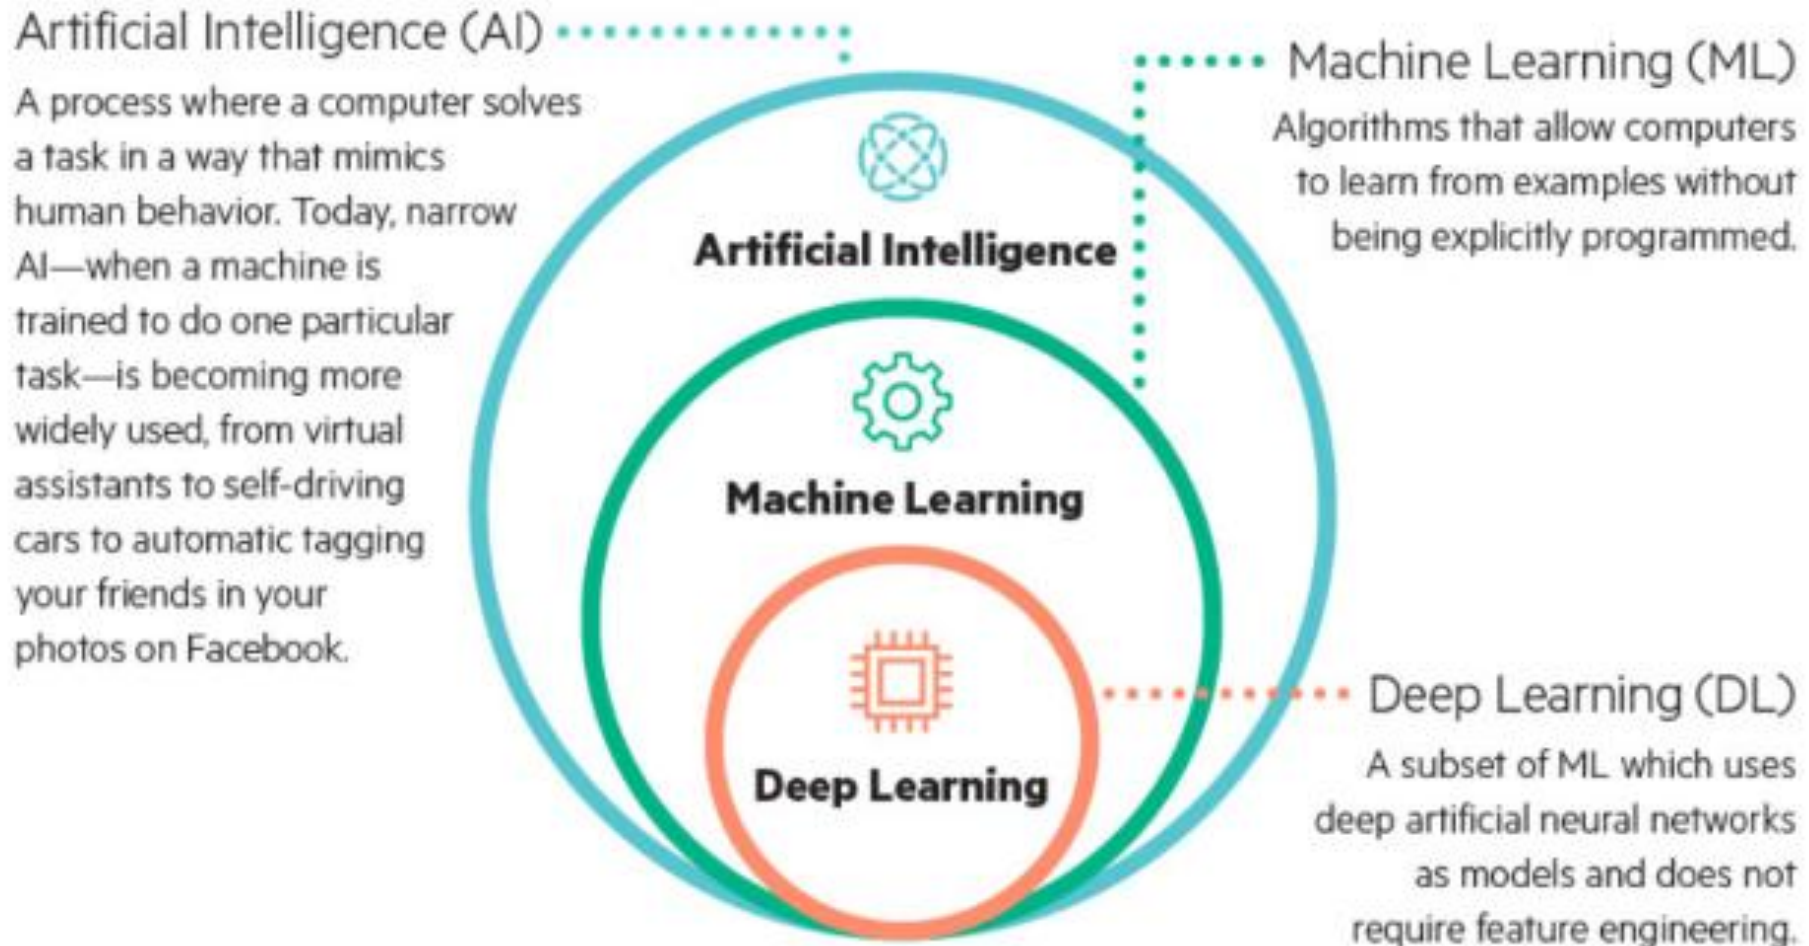 Artificial Intelligence (AI)
A process where a computer solves
a task in a way that mimics
human behavior. Today, narrow
AI—when a machine is
trained to do one particular
task—is becoming more
widely used, from virtual
assistants to self-driving
cars to automatic tagging
your friends in your
photos on Facebook.
Artificial Intelligence
Machine Learning
Deep Learning
Machine Learning (ML)
Algorithms that allow computers
to learn from examples without
being explicitly programmed.
Deep Learning (DL)
A subset of ML which uses
deep artificial neural networks
as models and does not
require feature engineering.